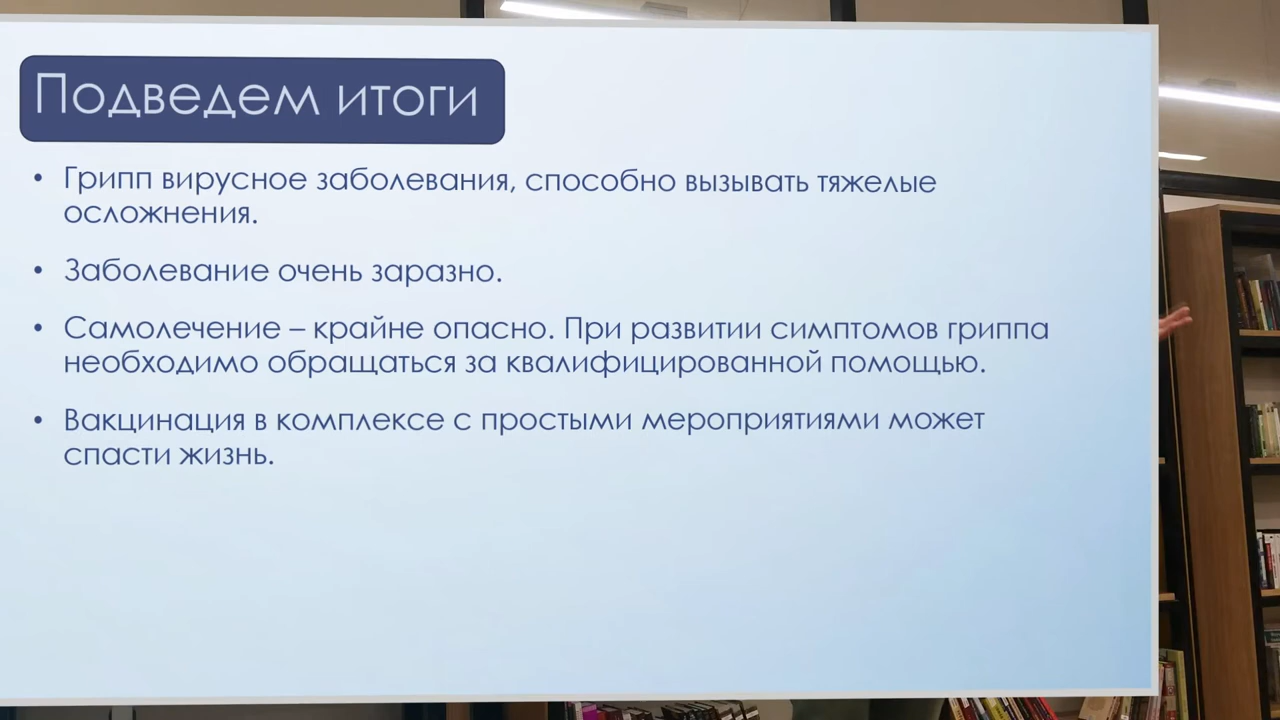 Подведем итоги
• Грипп вирусное заболевания, способно вызывать тяжелые
осложнения.
• Заболевание очень заразно.
• Самолечение – крайне опасно. При развитии симптомов гриппа
необходимо обращаться за квалифицированной помощью.
• Вакцинация в комплексе с простыми мероприятиями может
спасти жизнь.